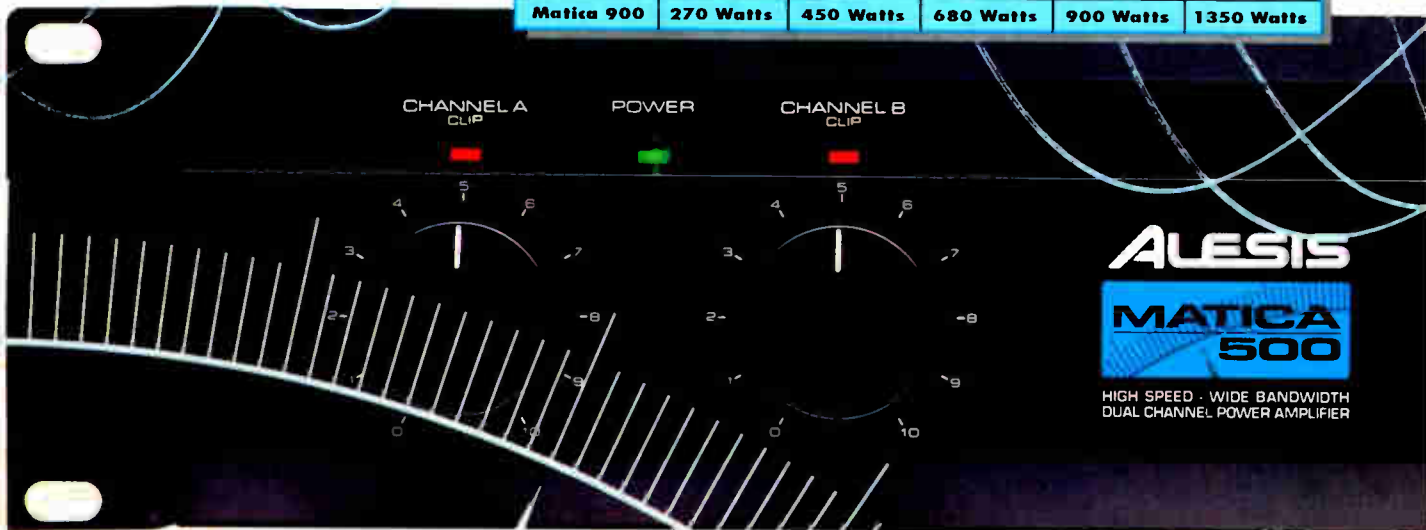 Matica 900 270 Watts 450 Watts 680 Watts 900 Watts 1350 Watts
CHANNEL A
CLIP
POWER
CHANNEL B
CLIP
0 1 2 3 4 5 6 7 8 9 10
0 1 2 3 4 5 6 7 8 9 10
ALESIS
MATICA
500
HIGH SPEED · WIDE BANDWIDTH
DUAL CHANNEL POWER AMPLIFIER